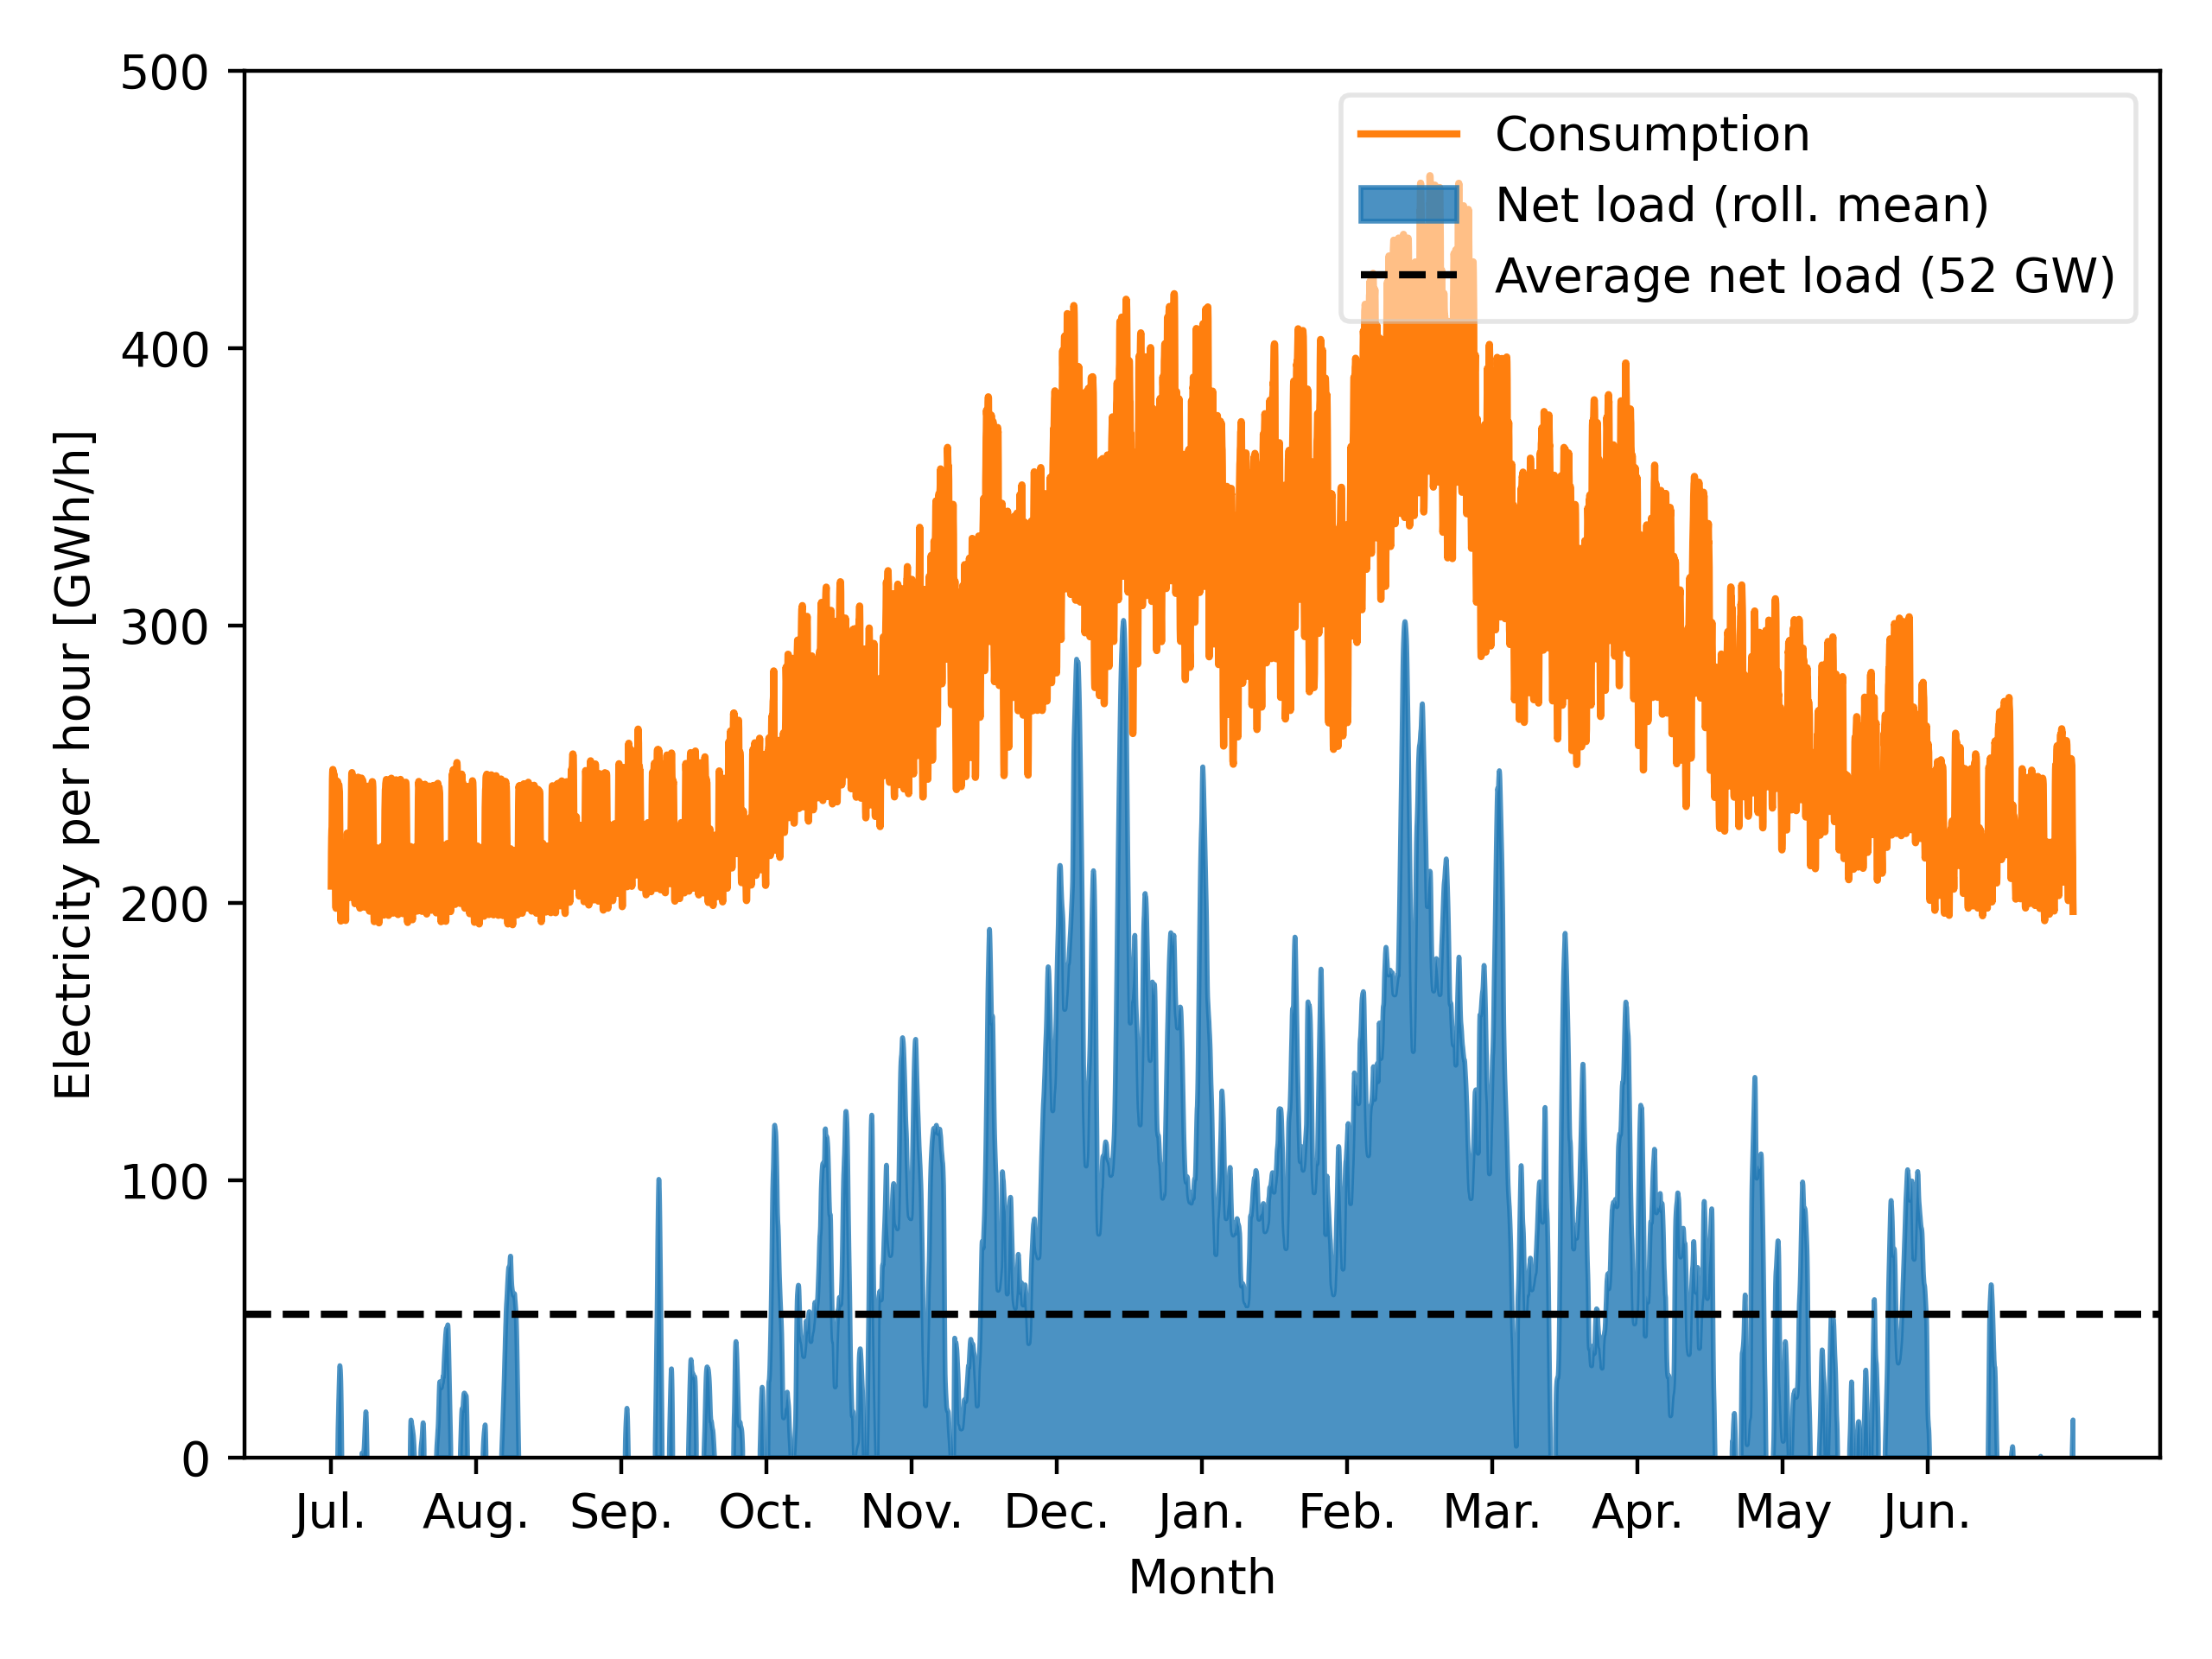 500
400
300
200
100
0
Electricity per hour [GWh/h]
Consumption
Net load (roll. mean)
Average net load (52 GW)
Jul. Aug. Sep. Oct. Nov. Dec. Jan. Feb. Mar. Apr. May Jun.
Month